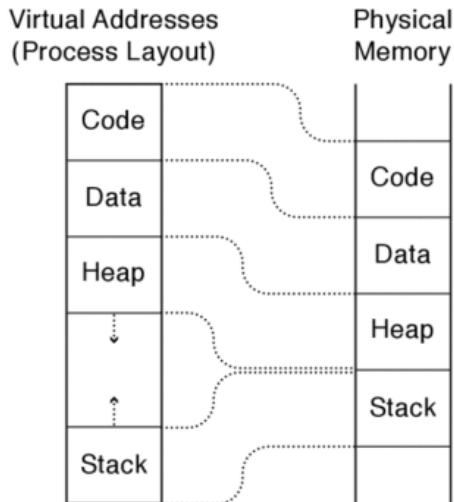 Virtual Addresses
(Process Layout)
Physical
Memory
Code
Data
Heap
Stack
Code
Data
Heap
Stack